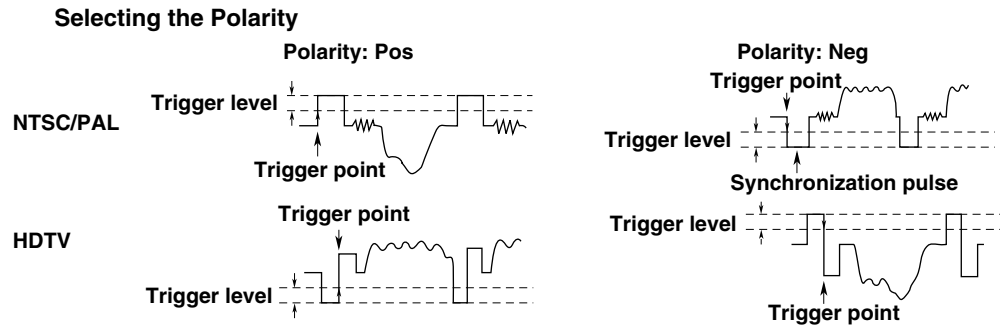 Selecting the Polarity
Polarity: Pos
Polarity: Neg
NTSC/PAL
Trigger level
Trigger point
Trigger point
Trigger level
Synchronization pulse
HDTV
Trigger point
Trigger level
Trigger level
Trigger point